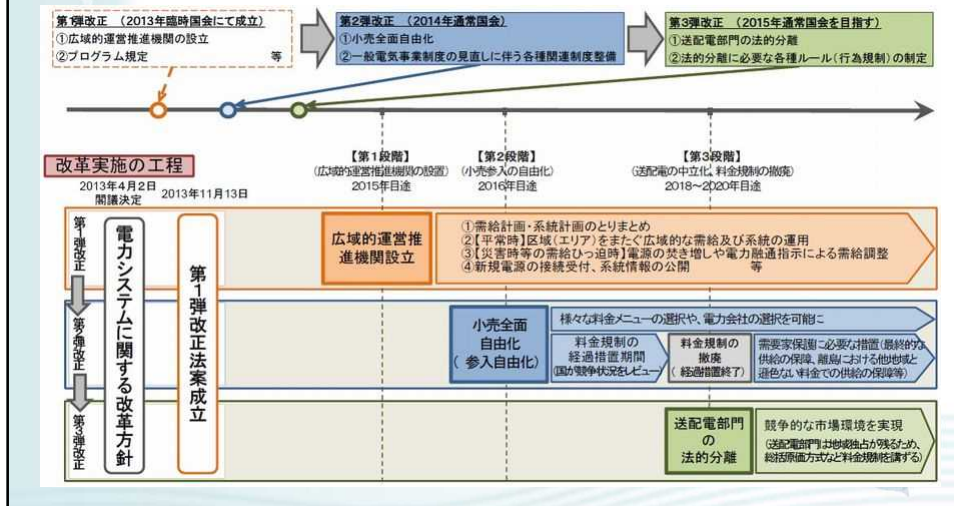 第1弾改正 (2013年臨時国会にて成立)
①広域的運営推進機関の設立
②プログラム規定 等
第2弾改正 (2014年通常国会)
①小売全面自由化
②一般電気事業制度の見直しに伴う各種関連制度整備
第3弾改正 (2015年通常国会を目指す)
①送配電部門の法的分離
②法的分離に必要な各種ルール(行為規制)の制定
改革実施の工程
2013年4月2日
閣議決定
2013年11月13日
【第1段階】
(広域的運営推進機関の設置)
2015年目途
【第2段階】
(小売参入の自由化)
2016年目途
【第3段階】
(送配電の中立化、料金規制の撤廃)
2018～2020年目途
第1弾改正
第2弾改正
第3弾改正
電力システムに関する改革方針
第1弾改正法案成立
広域的運営推
進機関設立
①需給計画・系統計画のとりまとめ
②【平常時】区域(エリア)をまたぐ広域的な需給及び系統の運用
③【災害時等の需給ひっ迫時】電源の焚き増しや電力融通指示による需給調整
④新規電源の接続受付、系統情報の公開 等
小売全面
自由化
( 参入自由化)
様々な料金メニューの選択や、電力会社の選択を可能に
料金規制の
経過措置期間
(国が競争状況をレビュー)
料金規制の
撤廃
( 経過措置終了)
需要家保護に必要な措置(最終的な
供給の保障、離島における他地域と
遜色ない料金での供給の保障等)
送配電部門
の
法的分離
競争的な市場環境を実現
(送配電部門は地域独占が残るため、
総括原価方式など料金規制を講ずる)